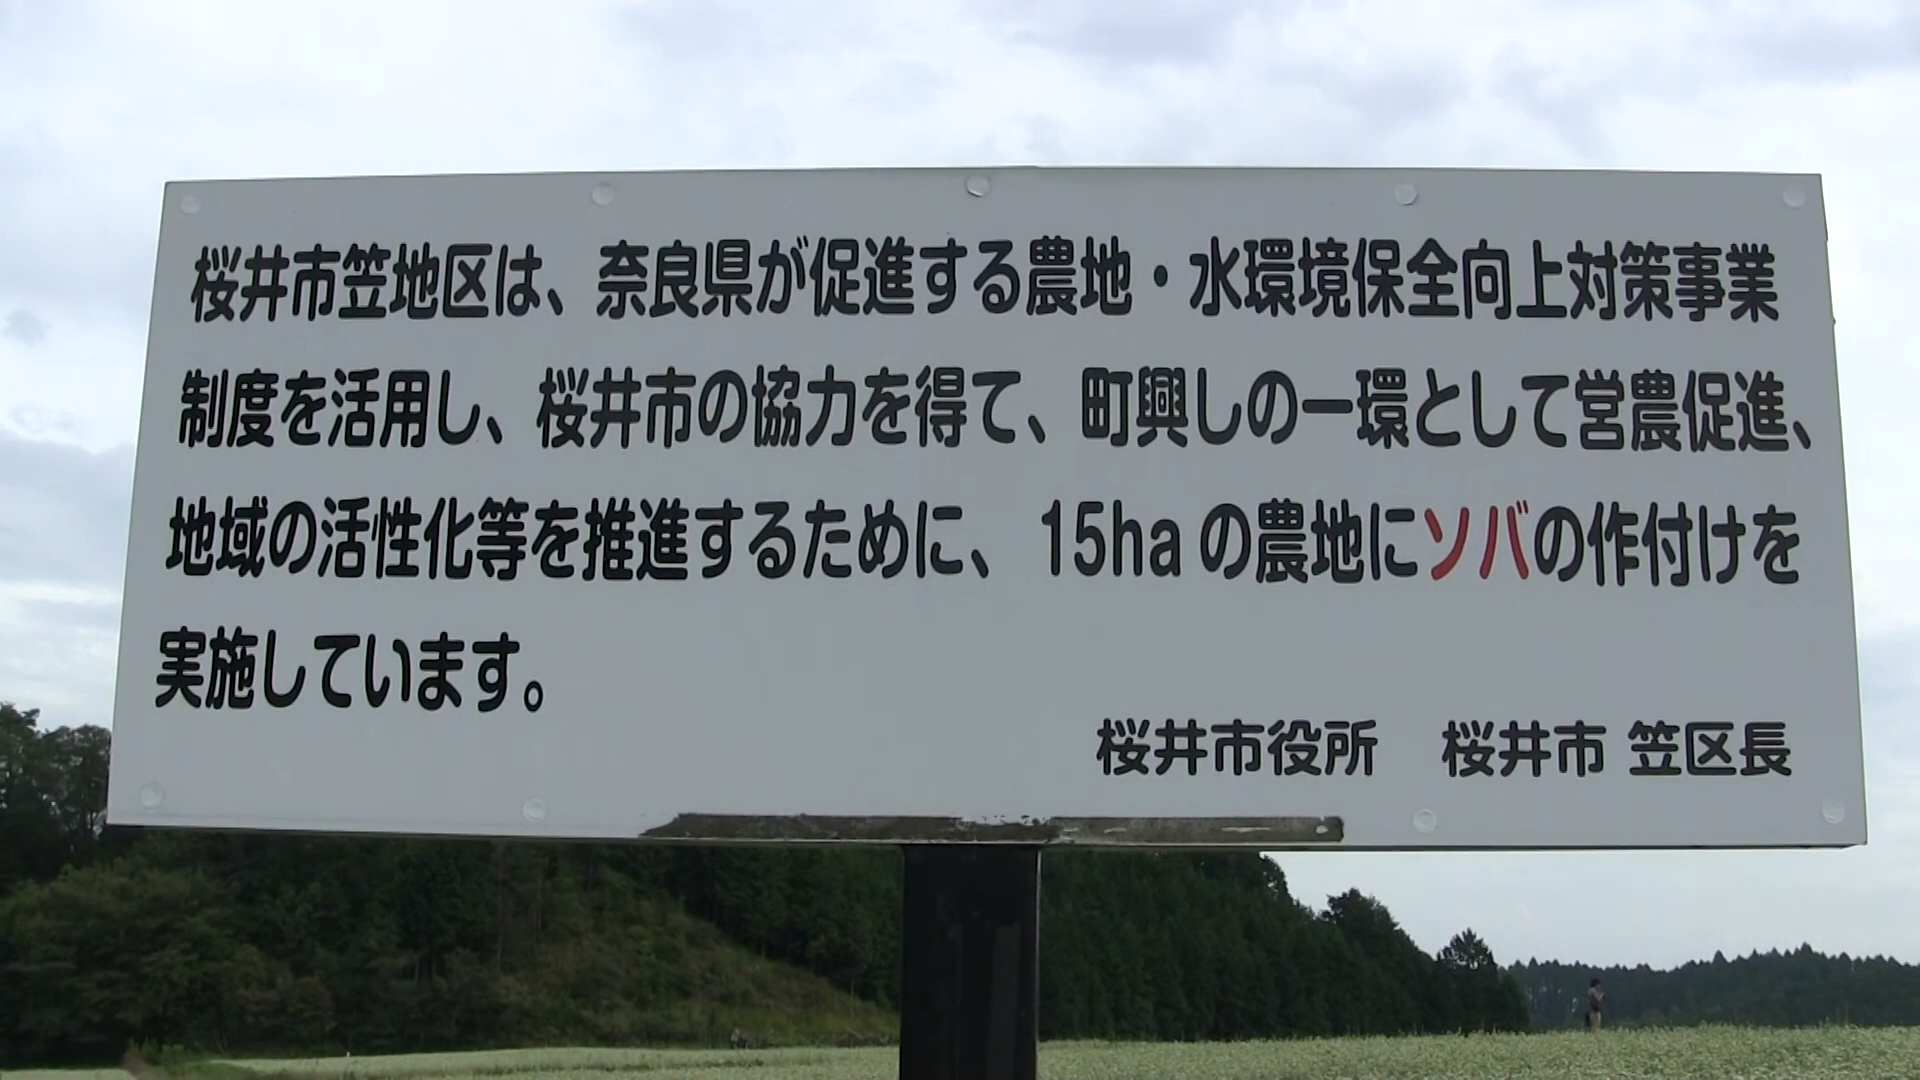 桜井市笠地区は、奈良県が促進する農地・水環境保全向上対策事業
制度を活用し、桜井市の協力を得て、町興しの一環として営農促進、
地域の活性化等を推進するために、15haの農地にソバの作付けを
実施しています。
桜井市役所　桜井市 笠区長